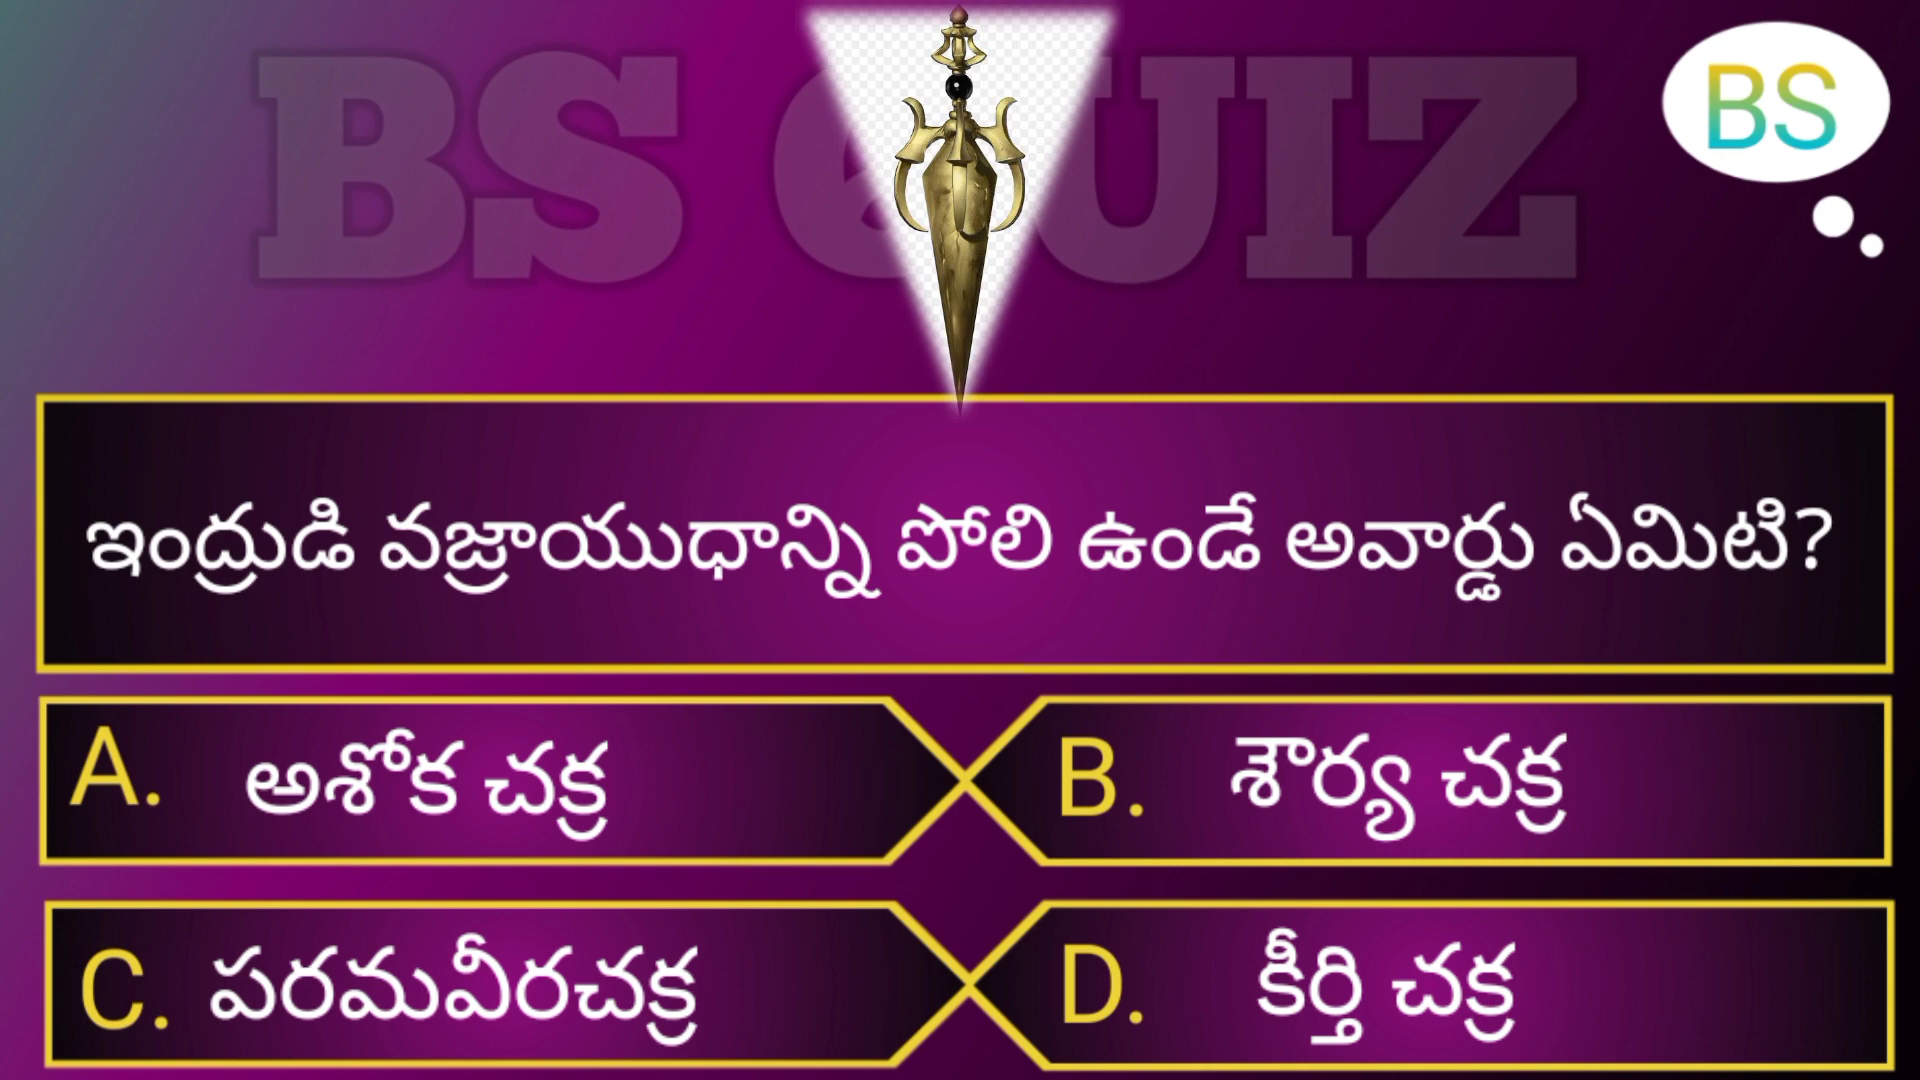 BS QUIZ
BS
ఇంద్రుడి వజ్రాయుధాన్ని పోలి ఉండే అవార్డు ఏమిటి?
A. అశోక చక్ర
B. శౌర్య చక్ర
C. పరమవీరచక్ర
D. కీర్తి చక్ర